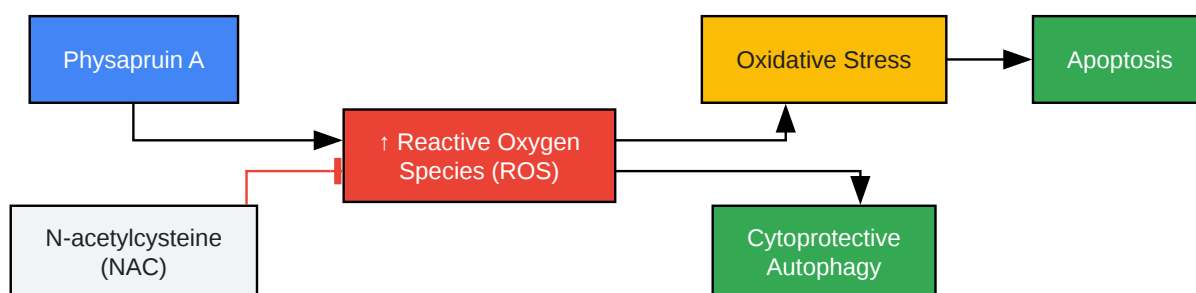 Physapruin A
Oxidative Stress
Apoptosis
↑ Reactive Oxygen
Species (ROS)
N-acetylcysteine
(NAC)
Cytoprotective
Autophagy